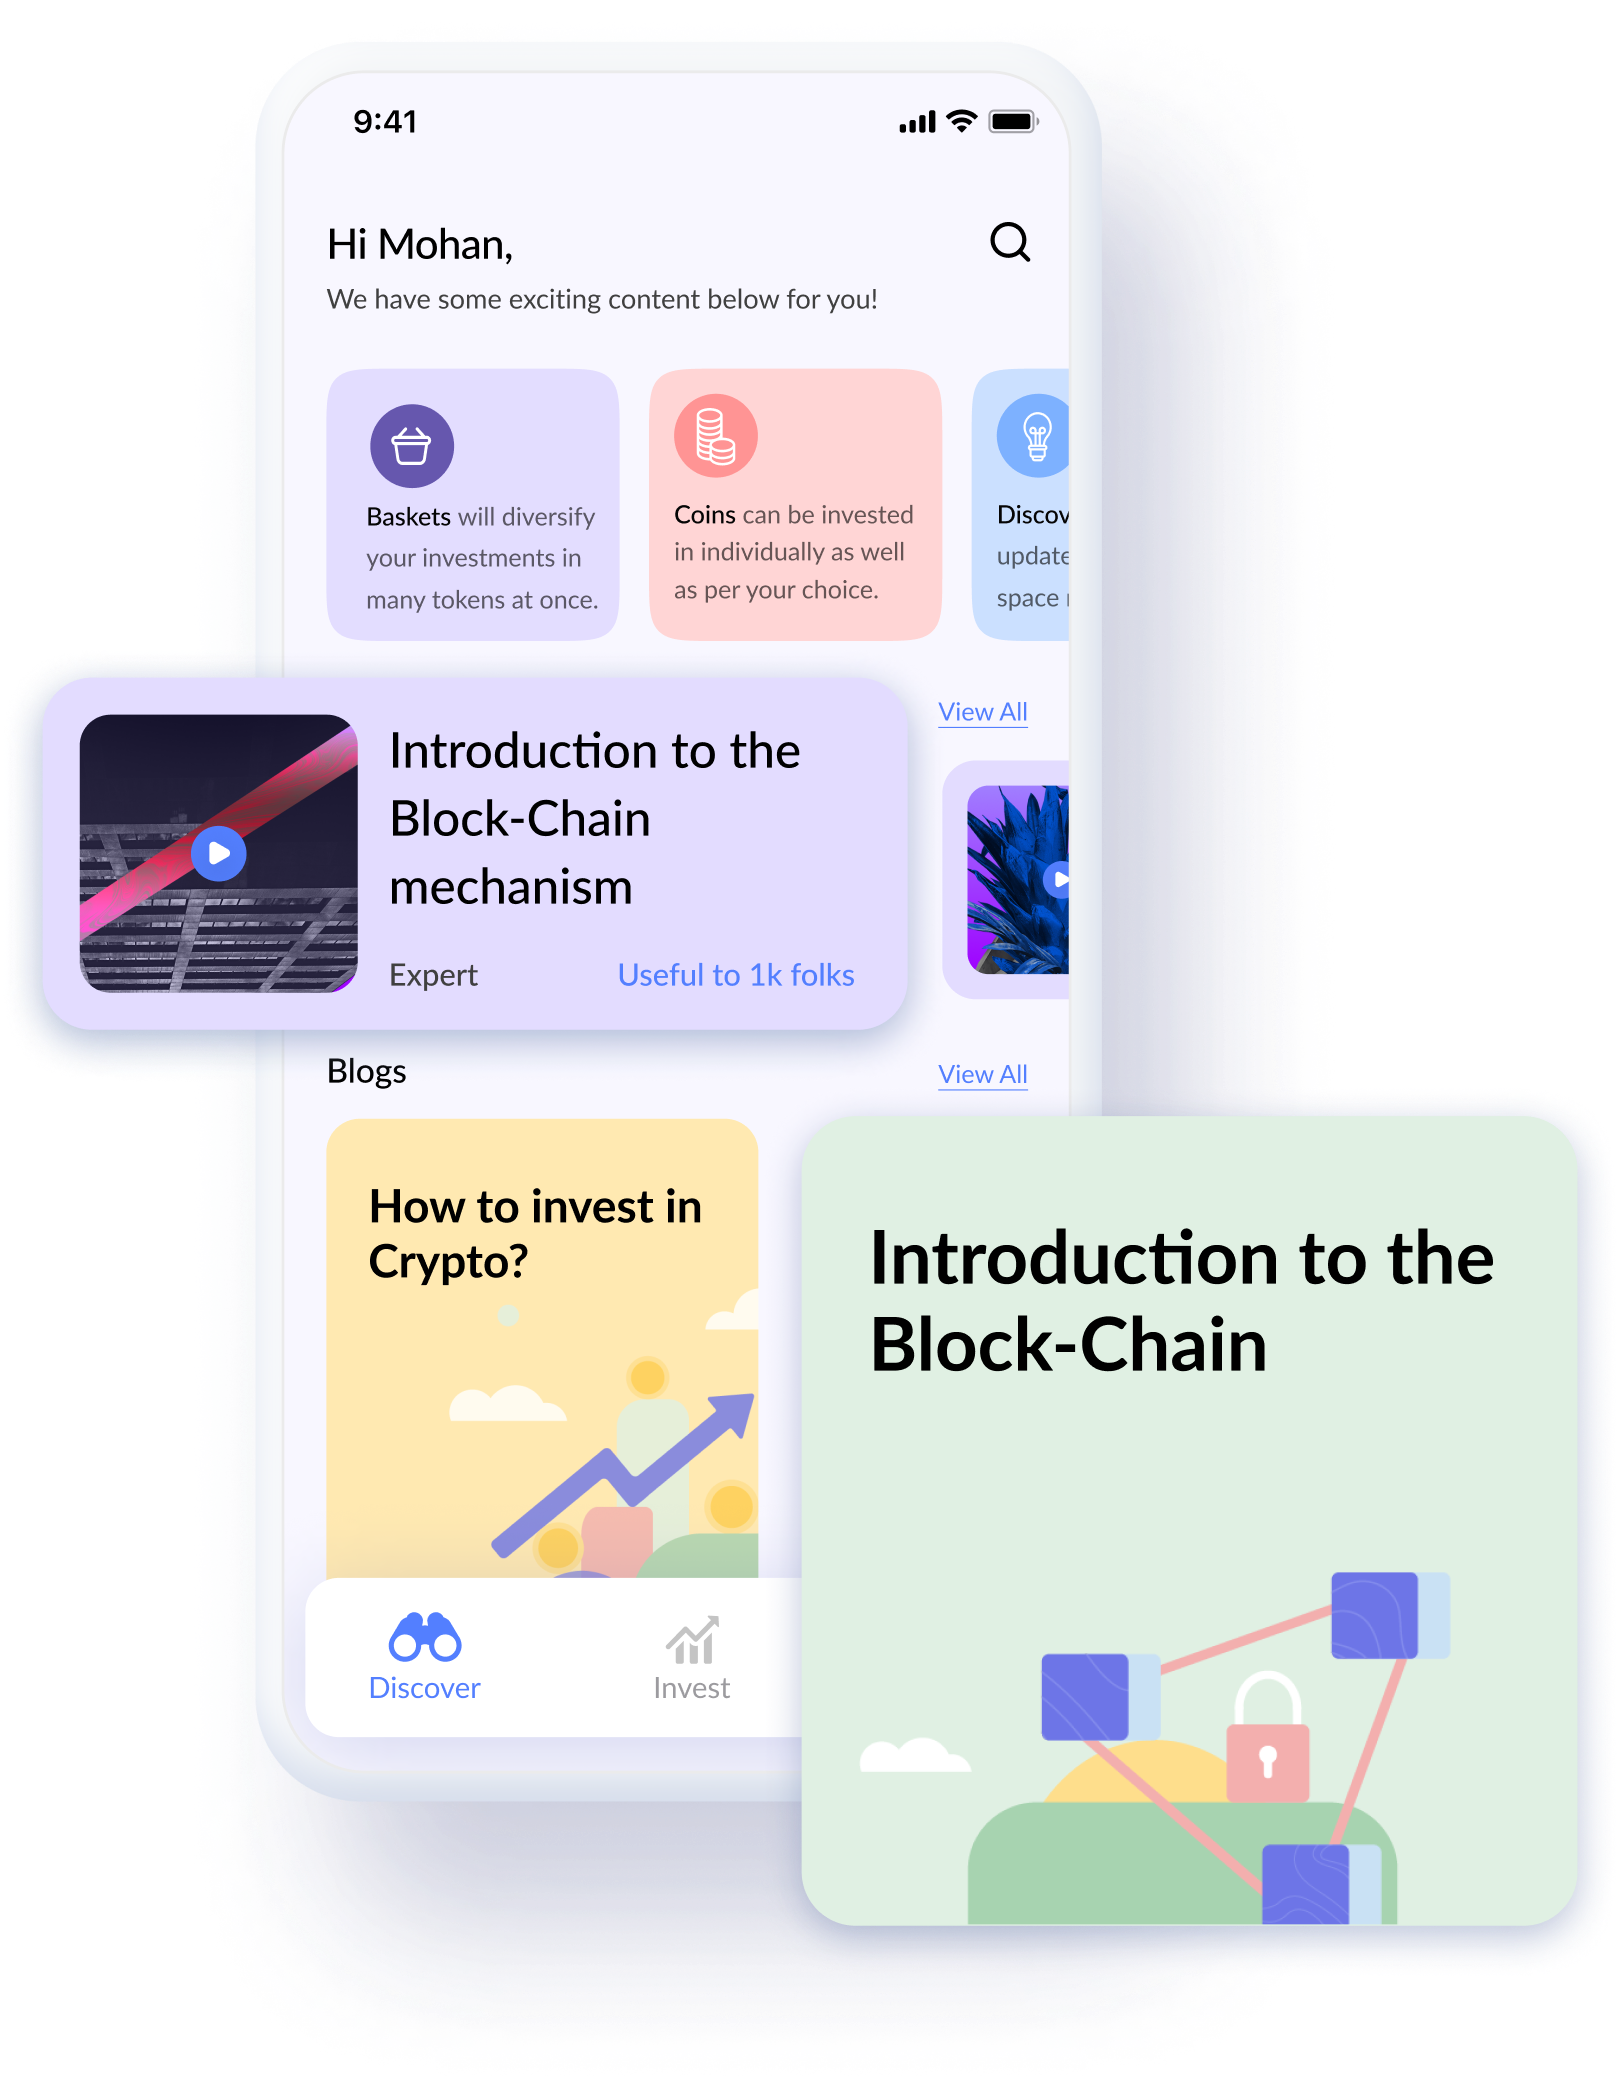 9:41
Hi Mohan,
We have some exciting content below for you!
Baskets will diversify
your investments in
many tokens at once.
Coins can be invested
in individually as well
as per your choice.
Discov
update
space
View All
Introduction to the
Block-Chain
mechanism
Expert
Useful to 1k folks
Blogs
View All
How to invest in
Crypto?
Introduction to the
Block-Chain
Discover
Invest